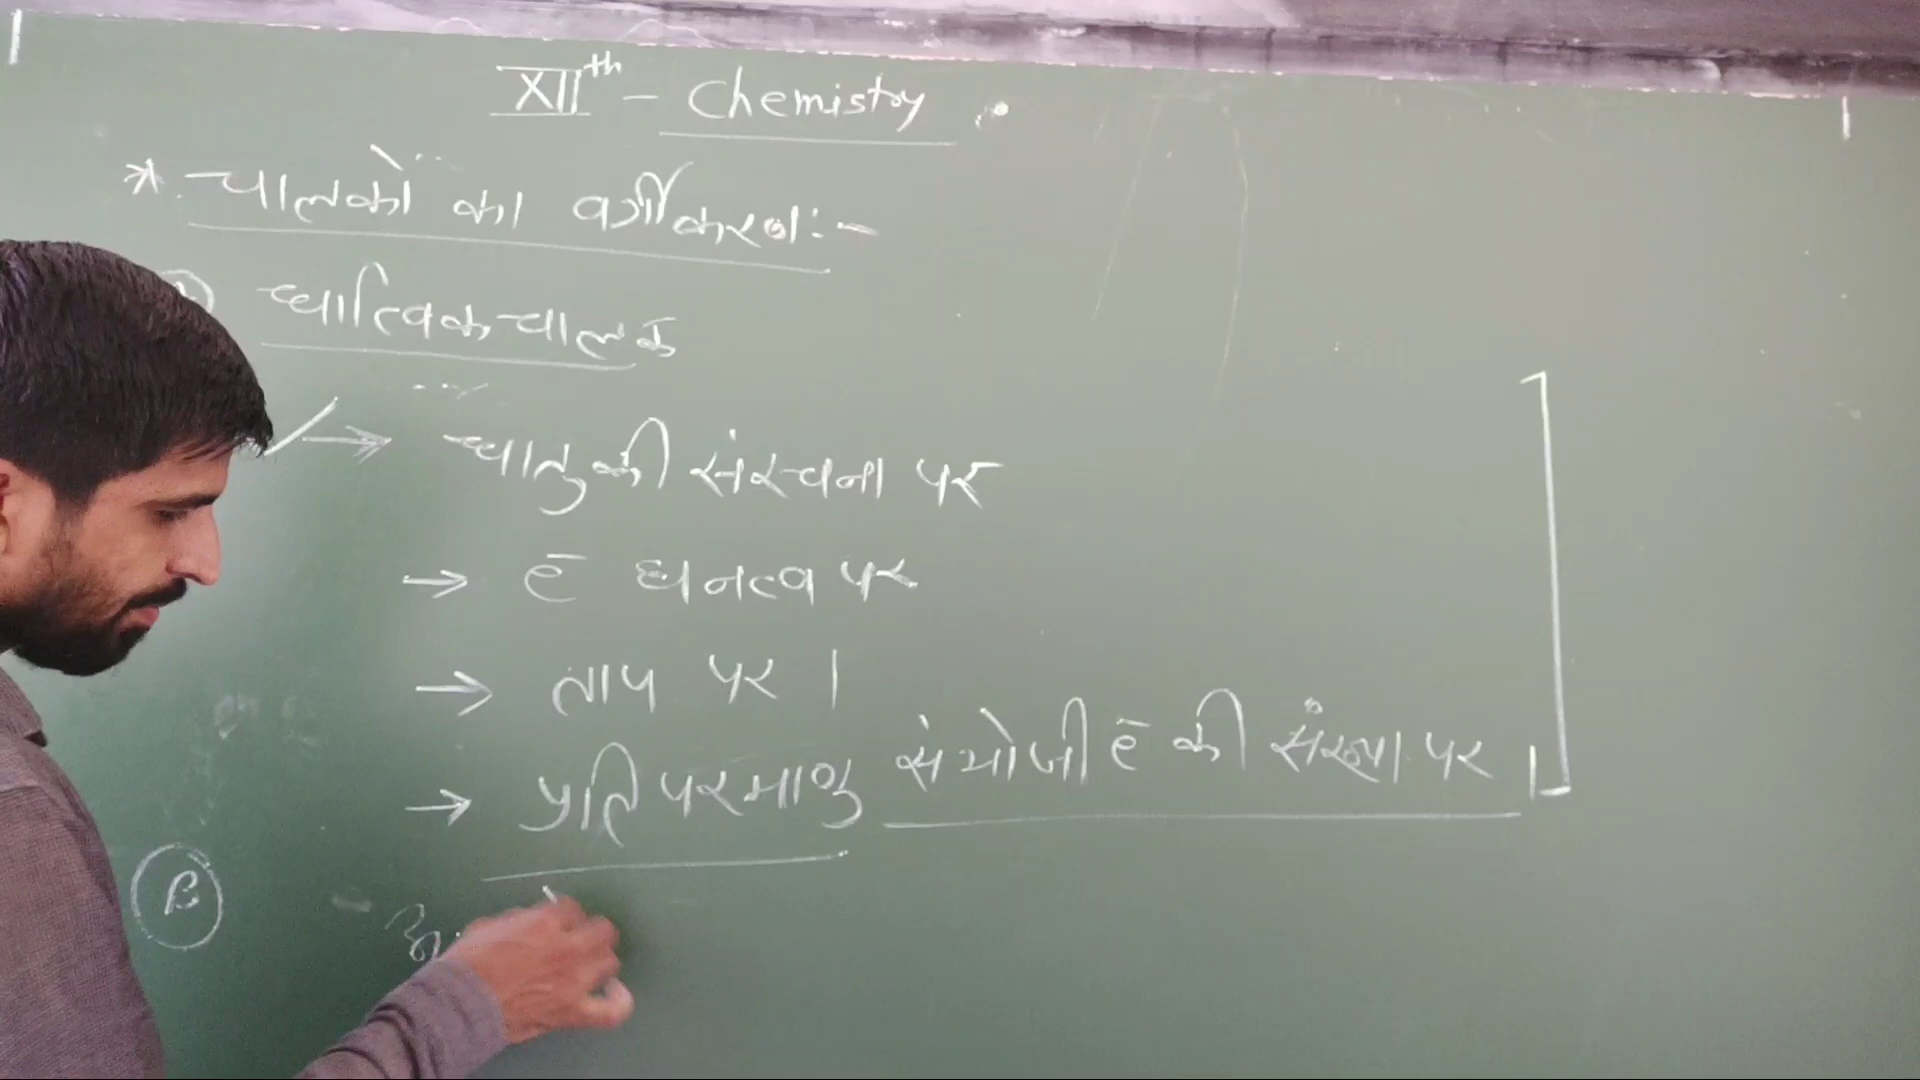 XIIth - Chemistry
* चालकों का वर्गीकरण:-
धात्विक चालक
→ धातु की संरचना पर
→ ē घनत्व पर
→ ताप पर ।
→ प्रति परमाणु संयोजी ē की संख्या पर ।
B